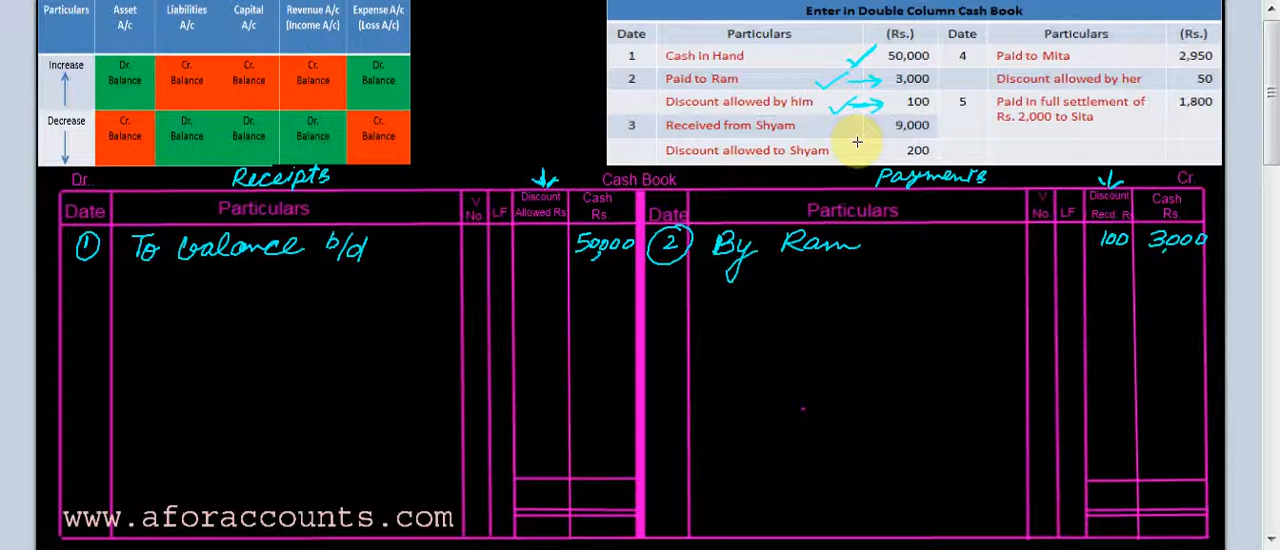 Particulars Asset A/c Liabilities A/c Capital A/c Revenue A/c (Income A/c) Expense A/c (Loss A/c)
Increase Dr. Balance Cr. Balance Cr. Balance Cr. Balance Dr. Balance
Decrease Cr. Balance Dr. Balance Dr. Balance Dr. Balance Cr. Balance
Enter in Double Column Cash Book
Date Particulars (Rs.) Date Particulars (Rs.)
1 Cash in Hand 50,000 4 Paid to Mita 2,950
2 Paid to Ram 3,000 Discount allowed by her 50
Discount allowed by him 100 5 Paid in full settlement of Rs. 2,000 to Sita 1,800
3 Received from Shyam 9,000
Discount allowed to Shyam 200
Dr. Receipts Cash Book Payments Cr.
Date Particulars V No LF Discount Allowed Rs Cash Rs. Date Particulars V No LF Discount Recd. R Cash Rs.
1 To balance b/d 50,000 2 By Ram 100 3,000
www.aforaccounts.com